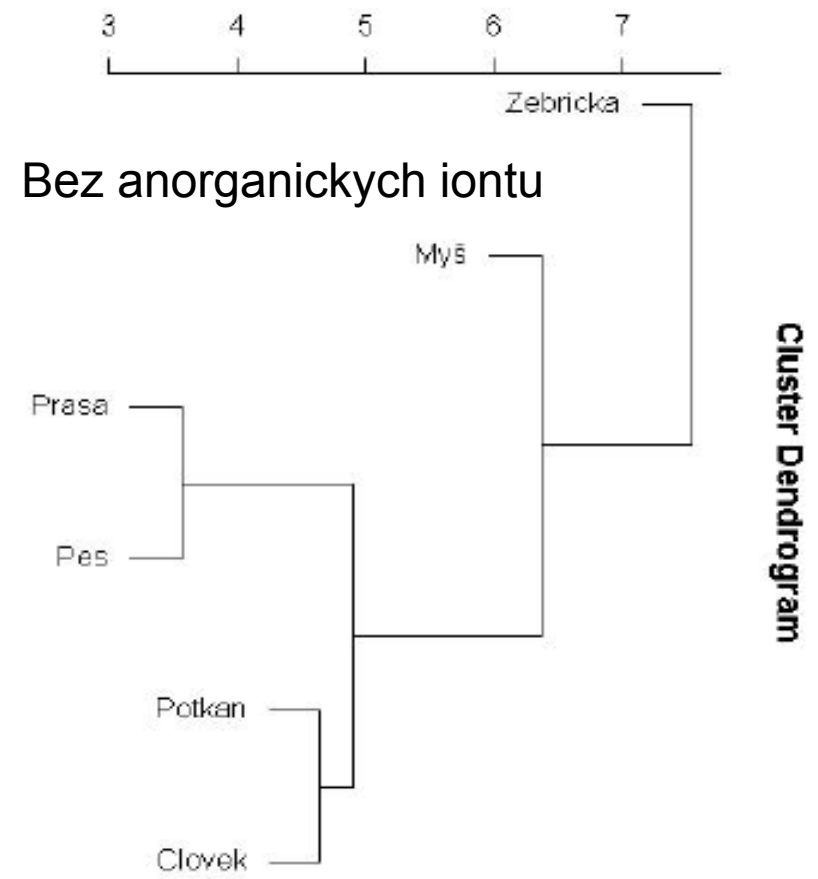 3 4 5 6 7
Zebricka
Bez anorganickych iontu
Myš
Prasa
Pes
Potkan
Clovek
Cluster Dendrogram